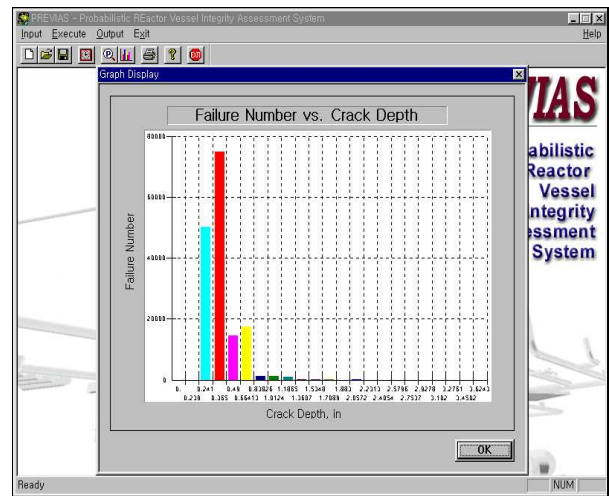 PREVIAS - Probabilistic REactor Vessel Integrity Assessment System
Input Execute Output Exit Help
Graph Display
Failure Number vs. Crack Depth
IAS
abilistic
Reactor
Vessel
ntegrity
essment
System
80000
60000
40000
20000
0
Failure Number
0. 0.241 0.49 0.83826 1.1865 1.5348 1.883 2.2313 2.5796 2.9278 3.2761 3.6243
0.238 0.365 0.66413 1.0124 1.3607 1.7089 2.0572 2.4054 2.7537 3.102 3.4502
Crack Depth, in
OK
Ready NUM